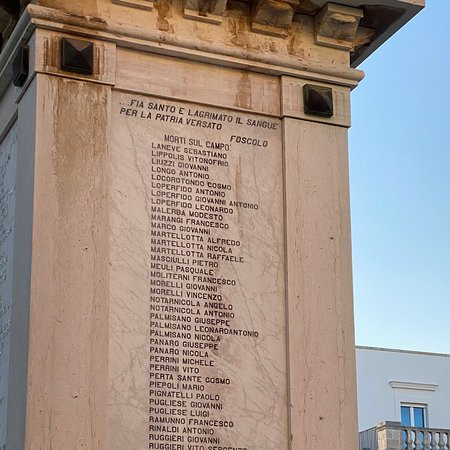 ...FIA SANTO E LAGRIMATO IL SANGUE
PER LA PATRIA VERSATO
FOSCOLO
MORTI SUL CAMPO:
LANEVE SEBASTIANO
LIPPOLIS VITONOFRIO
LIUZZI GIOVANNI
LONGO ANTONIO
LOCOROTONDO COSMO
LOPERFIDO ANTONIO
LOPERFIDO GIOVANNI ANTONIO
LOPERFIDO LEONARDO
MALERBA MODESTO
MARANGI FRANCESCO
MARCO GIOVANNI
MARTELLOTTA ALFREDO
MARTELLOTTA NICOLA
MARTELLOTTA RAFFAELE
MASCIULLI PIETRO
MEULI PASQUALE
MOLITERNI FRANCESCO
MORELLI GIOVANNI
MORELLI VINCENZO
NOTARNICOLA ANGELO
NOTARNICOLA ANTONIO
PALMISANO GIUSEPPE
PALMISANO LEONARDANTONIO
PALMISANO NICOLA
PANARO GIUSEPPE
PANARO NICOLA
PERRINI MICHELE
PERRINI VITO
PERTA SANTE COSMO
PIEPOLI MARIO
PIGNATELLI PAOLO
PUGLIESE GIOVANNI
PUGLIESE LUIGI
RAMUNNO FRANCESCO
RINALDI ANTONIO
RUGGIERI GIOVANNI
RUGGIERI VITO SERGENTE